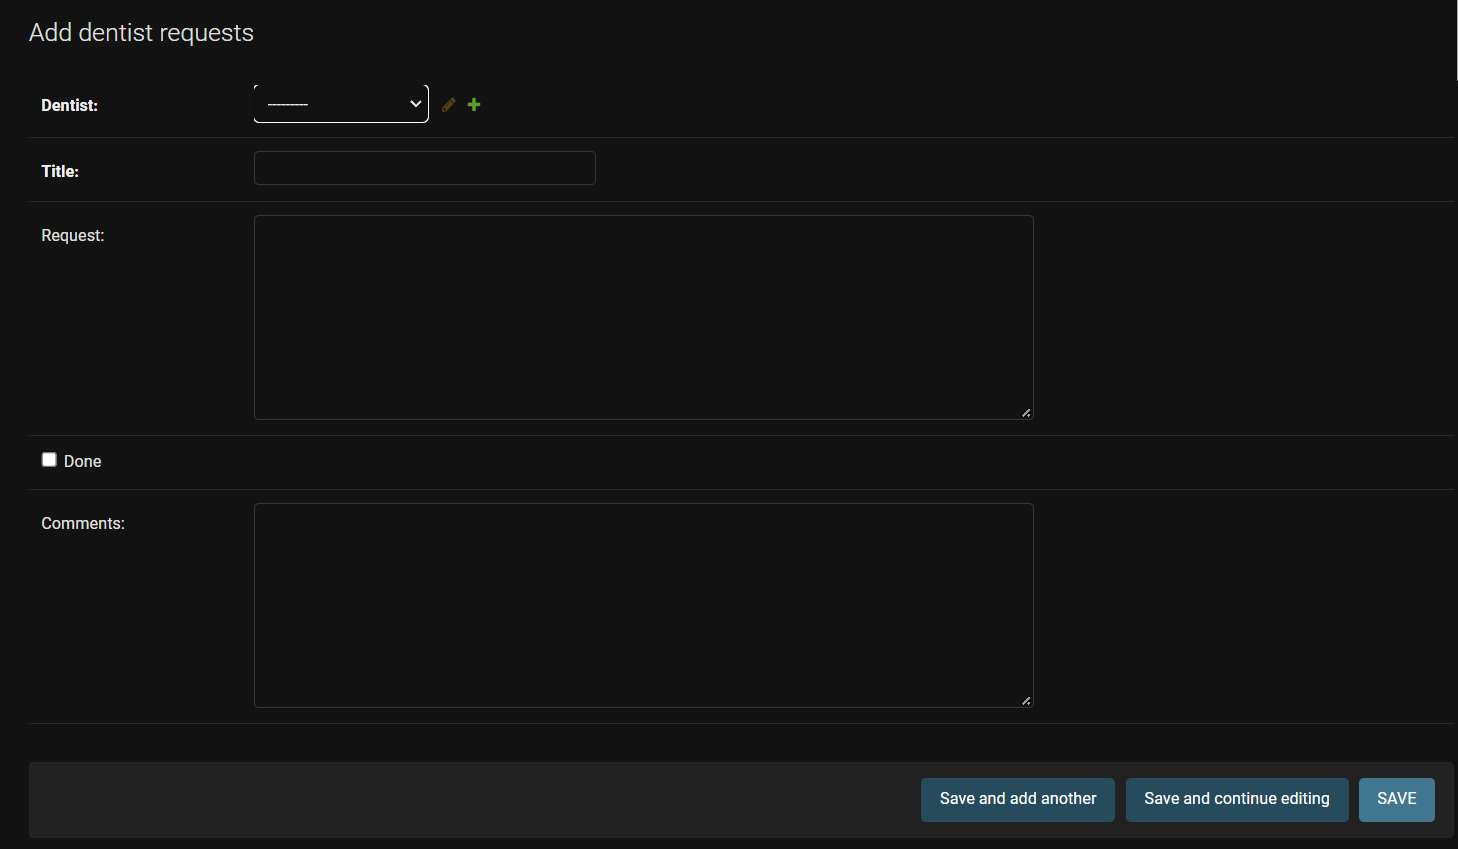 Add dentist requests
Dentist:
---------
Title:
Request:
Done
Comments:
Save and add another
Save and continue editing
SAVE